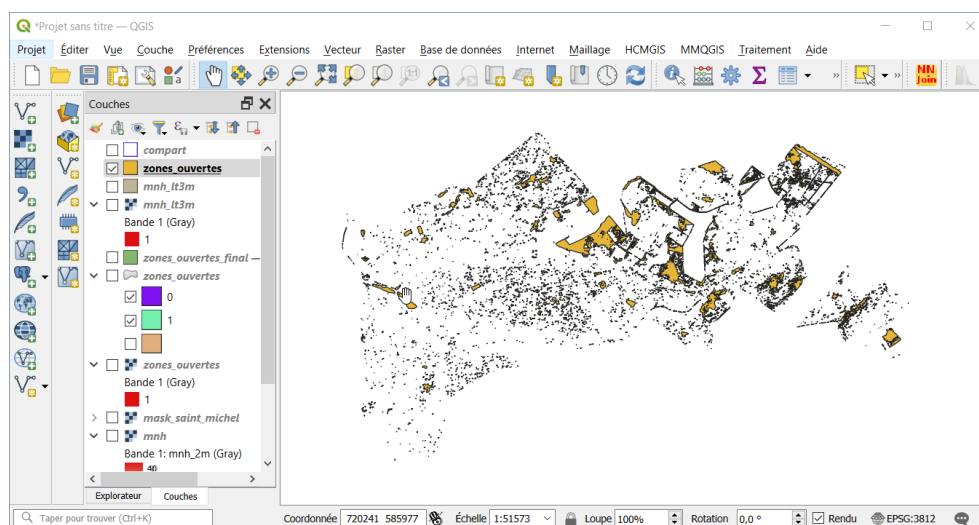 *Projet sans titre — QGIS
Projet Éditer Vue Couche Préférences Extensions Vecteur Raster Base de données Internet Maillage HCMGIS MMQGIS Traitement Aide
NN
Join
Couches
compart
zones_ouvertes
mnh_lt3m
mnh_lt3m
Bande 1 (Gray)
1
zones_ouvertes_final —
zones_ouvertes
0
1
zones_ouvertes
Bande 1 (Gray)
1
mask_saint_michel
mnh
Bande 1: mnh_2m (Gray)
40
Explorateur Couches
Taper pour trouver (Ctrl+K) Coordonnée 720241 585977 Échelle 1:51573 Loupe 100% Rotation 0,0 ° Rendu EPSG:3812